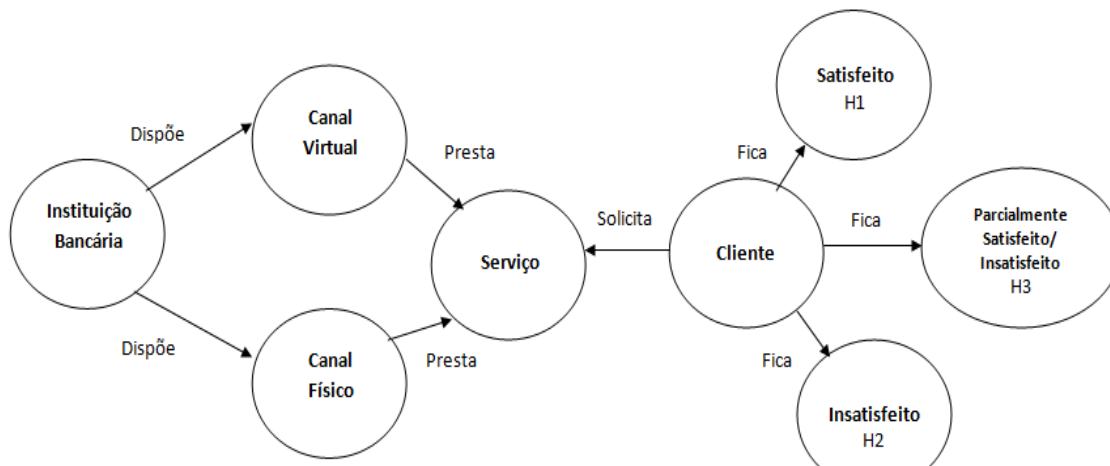 Satisfeito
H1
Canal
Virtual
Dispõe
Presta
Fica
Instituição
Bancária
Serviço
Solicita
Cliente
Fica
Parcialmente
Satisfeito/
Insatisfeito
H3
Dispõe
Canal
Físico
Presta
Fica
Insatisfeito
H2